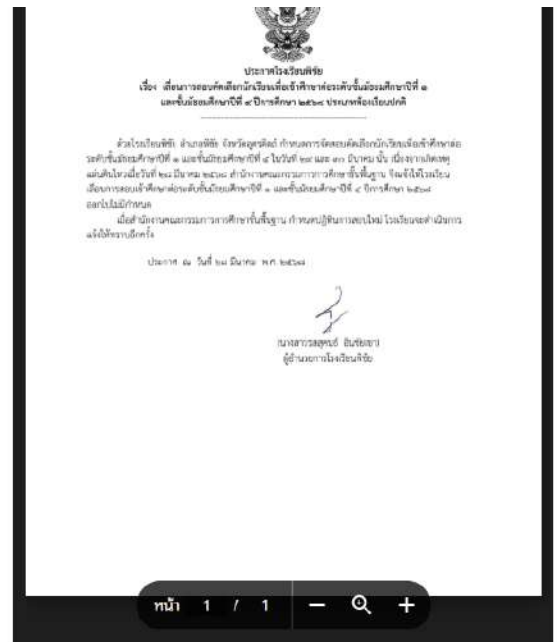 ประกาศโรงเรียนพิชัย
เรื่อง เลื่อนการสอบคัดเลือกนักเรียนเพื่อเข้าศึกษาต่อระดับชั้นมัธยมศึกษาปีที่ ๑
และชั้นมัธยมศึกษาปีที่ ๔ ปีการศึกษา ๒๕๖๘ ประเภทห้องเรียนปกติ
ด้วยโรงเรียนพิชัย อำเภอพิชัย จังหวัดอุตรดิตถ์ กำหนดการจัดสอบคัดเลือกนักเรียนเพื่อเข้าศึกษาต่อ
ระดับชั้นมัธยมศึกษาปีที่ ๑ และชั้นมัธยมศึกษาปีที่ ๔ ในวันที่ ๒๙ และ ๓๐ มีนาคม นั้น เนื่องจากเกิดเหตุ
แผ่นดินไหวเมื่อวันที่ ๒๘ มีนาคม ๒๕๖๘ สำนักงานคณะกรรมการการศึกษาขั้นพื้นฐาน จึงแจ้งให้โรงเรียน
เลื่อนการสอบเข้าศึกษาต่อระดับชั้นมัธยมศึกษาปีที่ ๑ และชั้นมัธยมศึกษาปีที่ ๔ ปีการศึกษา ๒๕๖๘
ออกไปไม่มีกำหนด
เมื่อสำนักงานคณะกรรมการการศึกษาขั้นพื้นฐาน กำหนดปฏิทินการสอบใหม่ โรงเรียนจะดำเนินการ
แจ้งให้ทราบอีกครั้ง
ประกาศ ณ วันที่ ๒๘ มีนาคม พ.ศ. ๒๕๖๘
ผู้อำนวยการโรงเรียนพิชัย
หน้า 1 / 1